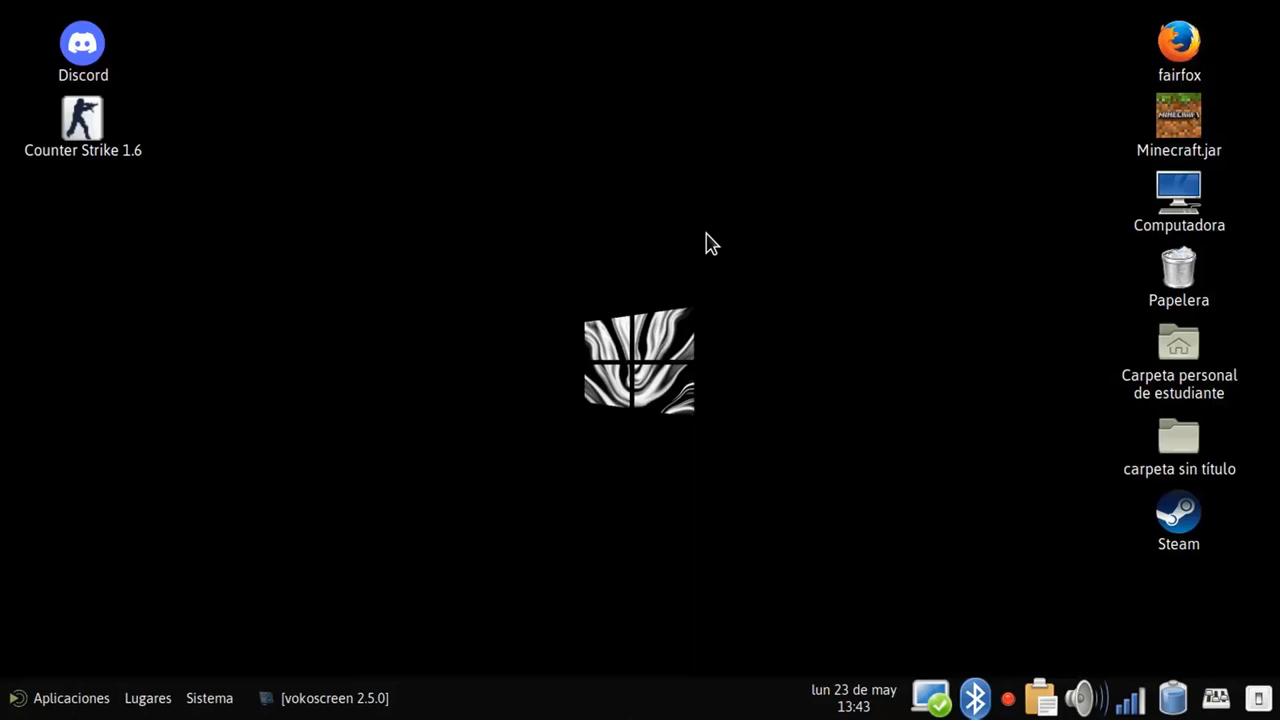 Discord
Counter Strike 1.6
fairfox
MINECRAFT
Minecraft.jar
Computadora
Papelera
Carpeta personal
de estudiante
carpeta sin título
Steam
Aplicaciones
Lugares
Sistema
[vokoscreen 2.5.0]
lun 23 de may
13:43